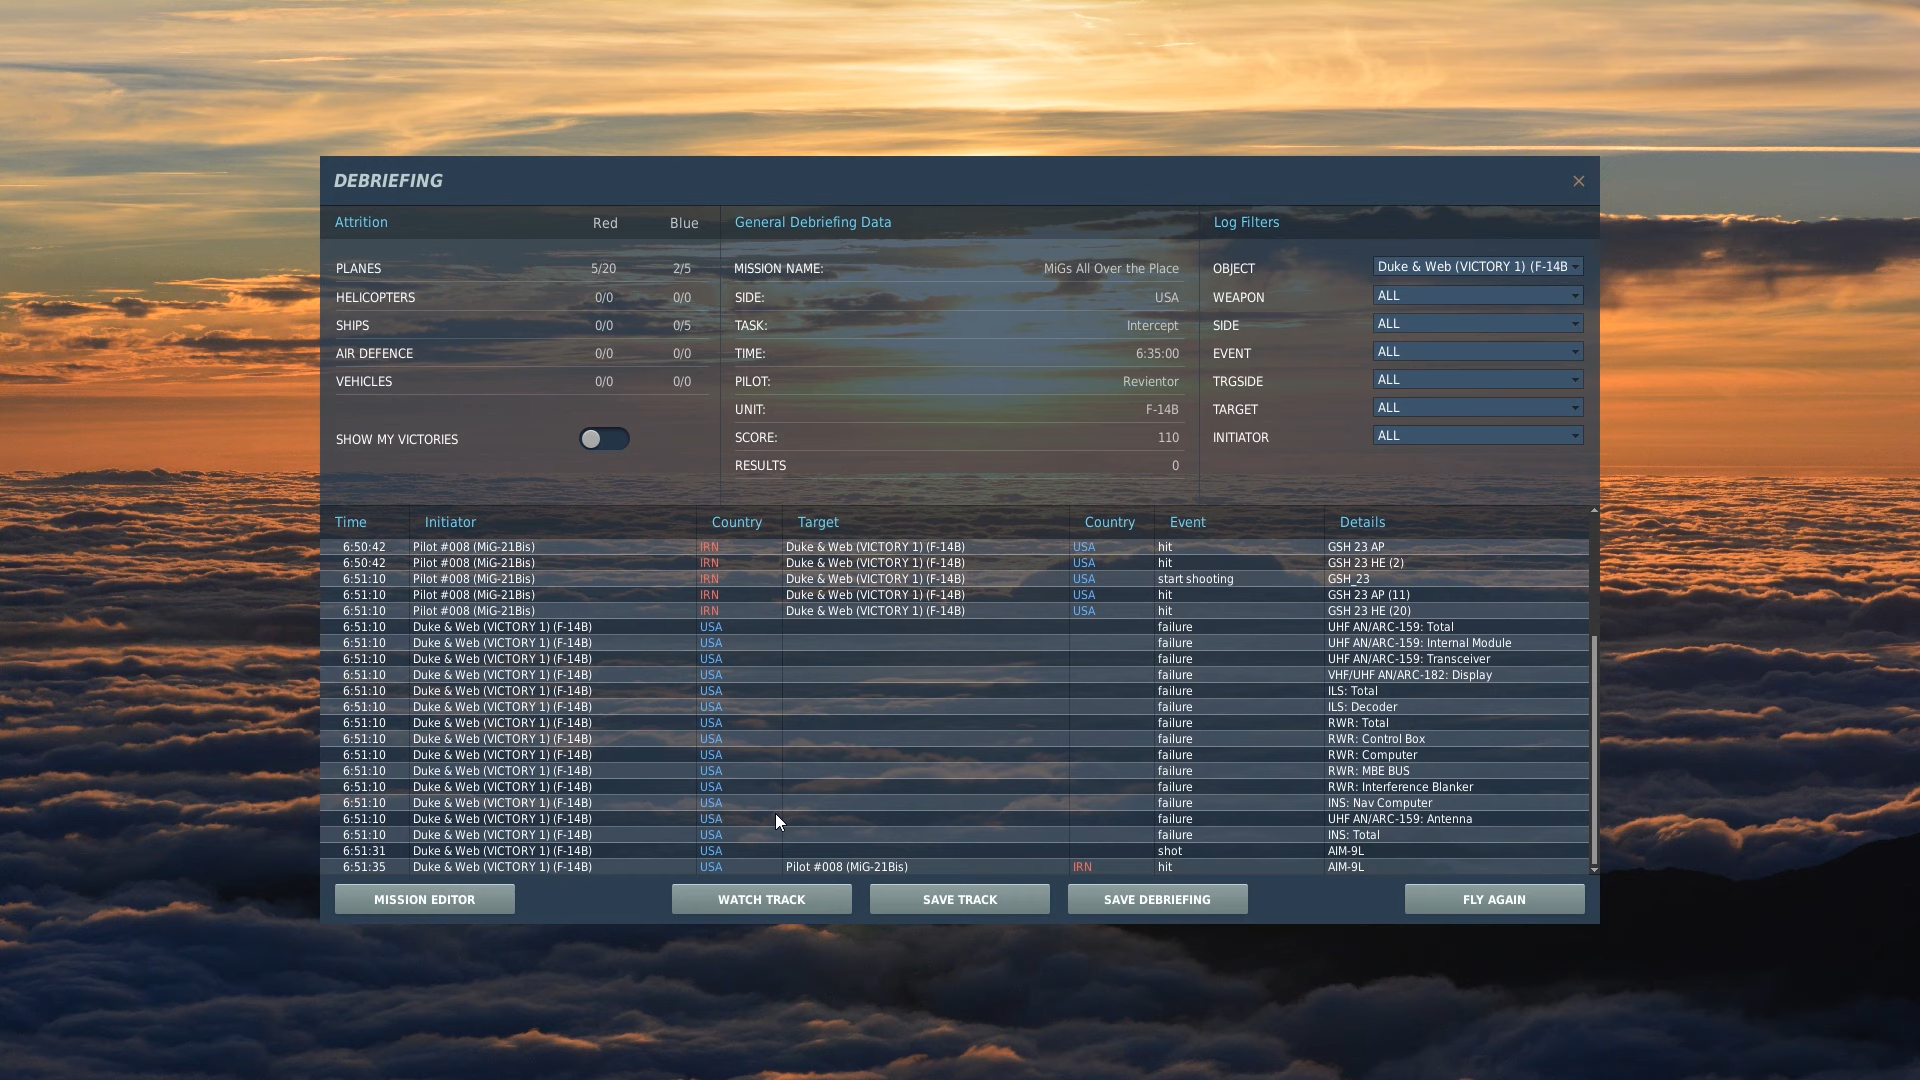 DEBRIEFING
Attrition Red Blue
PLANES 5/20 2/5
HELICOPTERS 0/0 0/0
SHIPS 0/0 0/5
AIR DEFENCE 0/0 0/0
VEHICLES 0/0 0/0
SHOW MY VICTORIES
General Debriefing Data
MISSION NAME: MiGs All Over the Place
SIDE: USA
TASK: Intercept
TIME: 6:35:00
PILOT: Revientor
UNIT: F-14B
SCORE: 110
RESULTS 0
Log Filters
OBJECT Duke & Web (VICTORY 1) (F-14B
WEAPON ALL
SIDE ALL
EVENT ALL
TRGSIDE ALL
TARGET ALL
INITIATOR ALL
Time Initiator Country Target Country Event Details
6:50:42 Pilot #008 (MiG-21Bis) IRN Duke & Web (VICTORY 1) (F-14B) USA hit GSH 23 AP
6:50:42 Pilot #008 (MiG-21Bis) IRN Duke & Web (VICTORY 1) (F-14B) USA hit GSH 23 HE (2)
6:51:10 Pilot #008 (MiG-21Bis) IRN Duke & Web (VICTORY 1) (F-14B) USA start shooting GSH_23
6:51:10 Pilot #008 (MiG-21Bis) IRN Duke & Web (VICTORY 1) (F-14B) USA hit GSH 23 AP (11)
6:51:10 Pilot #008 (MiG-21Bis) IRN Duke & Web (VICTORY 1) (F-14B) USA hit GSH 23 HE (20)
6:51:10 Duke & Web (VICTORY 1) (F-14B) USA failure UHF AN/ARC-159: Total
6:51:10 Duke & Web (VICTORY 1) (F-14B) USA failure UHF AN/ARC-159: Internal Module
6:51:10 Duke & Web (VICTORY 1) (F-14B) USA failure UHF AN/ARC-159: Transceiver
6:51:10 Duke & Web (VICTORY 1) (F-14B) USA failure VHF/UHF AN/ARC-182: Display
6:51:10 Duke & Web (VICTORY 1) (F-14B) USA failure ILS: Total
6:51:10 Duke & Web (VICTORY 1) (F-14B) USA failure ILS: Decoder
6:51:10 Duke & Web (VICTORY 1) (F-14B) USA failure RWR: Total
6:51:10 Duke & Web (VICTORY 1) (F-14B) USA failure RWR: Control Box
6:51:10 Duke & Web (VICTORY 1) (F-14B) USA failure RWR: Computer
6:51:10 Duke & Web (VICTORY 1) (F-14B) USA failure RWR: MBE BUS
6:51:10 Duke & Web (VICTORY 1) (F-14B) USA failure RWR: Interference Blanker
6:51:10 Duke & Web (VICTORY 1) (F-14B) USA failure INS: Nav Computer
6:51:10 Duke & Web (VICTORY 1) (F-14B) USA failure UHF AN/ARC-159: Antenna
6:51:10 Duke & Web (VICTORY 1) (F-14B) USA failure INS: Total
6:51:31 Duke & Web (VICTORY 1) (F-14B) USA shot AIM-9L
6:51:35 Duke & Web (VICTORY 1) (F-14B) USA Pilot #008 (MiG-21Bis) IRN hit AIM-9L
MISSION EDITOR WATCH TRACK SAVE TRACK SAVE DEBRIEFING FLY AGAIN